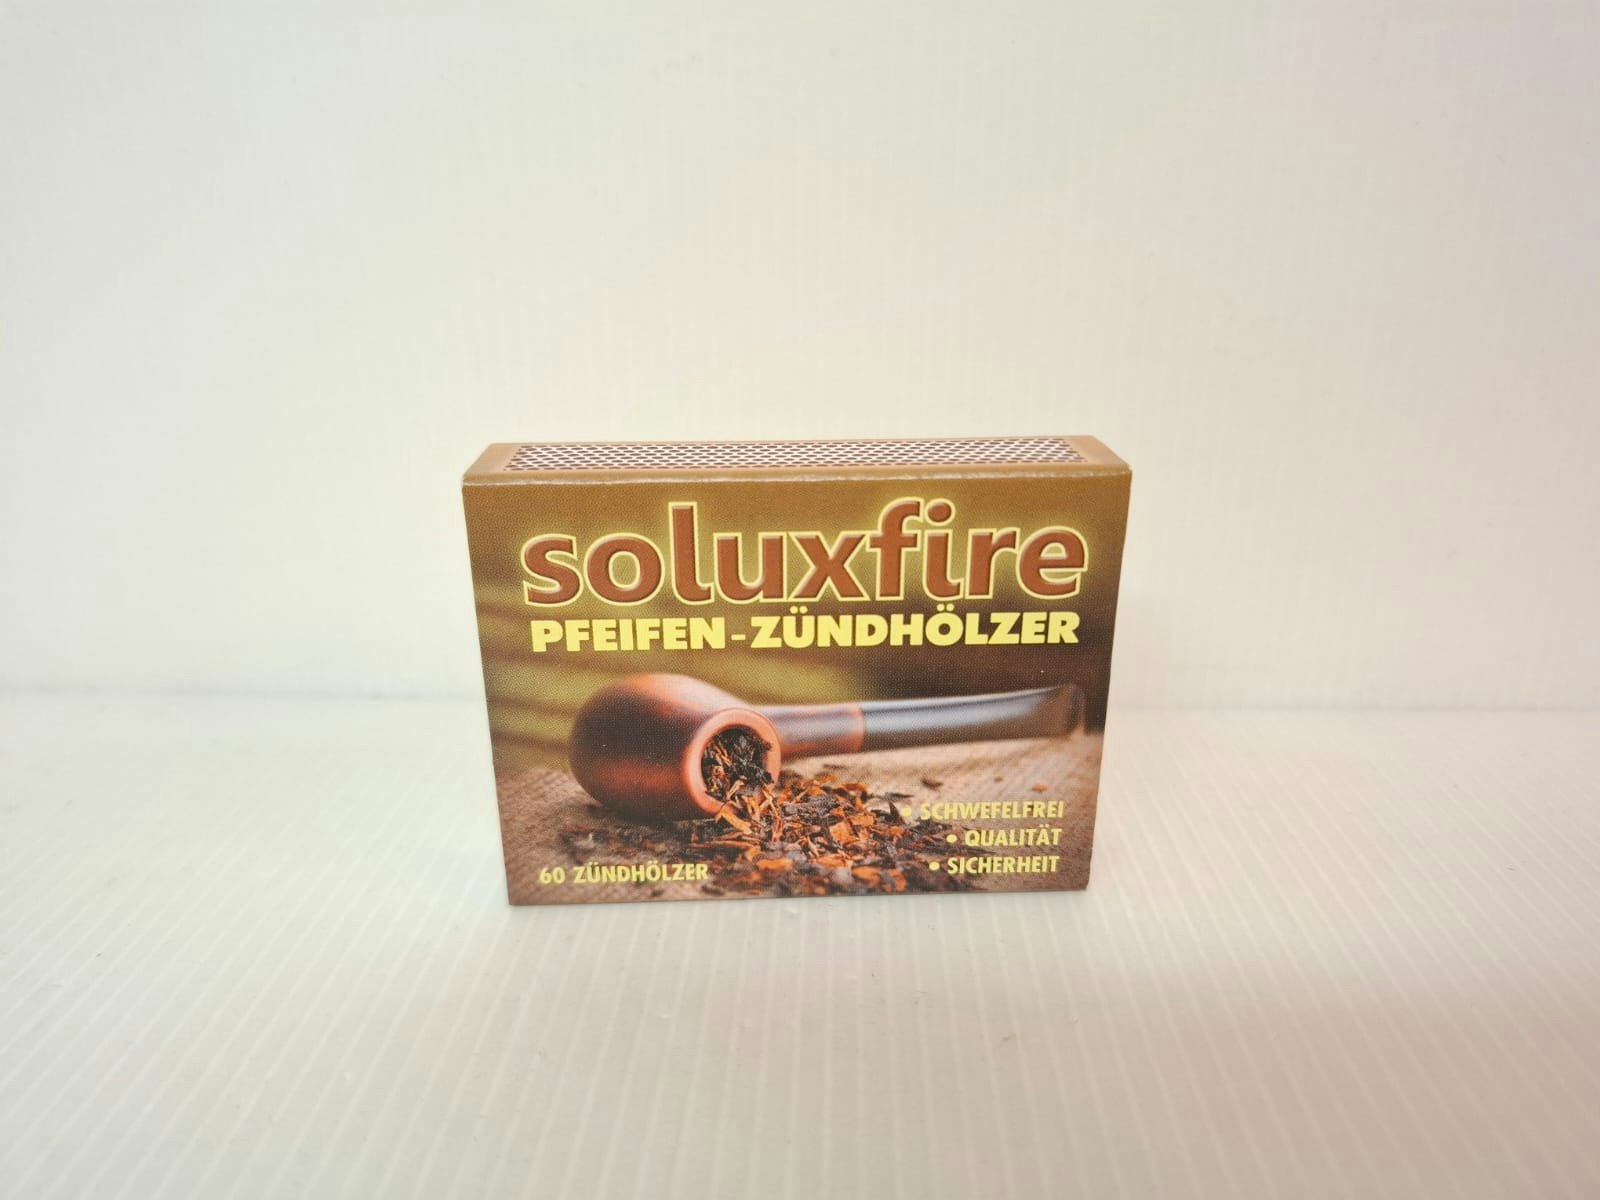 soluxfire
PFEIFEN-ZÜNDHÖLZER
• SCHWEFELFREI
• QUALITÄT
• SICHERHEIT
60 ZÜNDHÖLZER